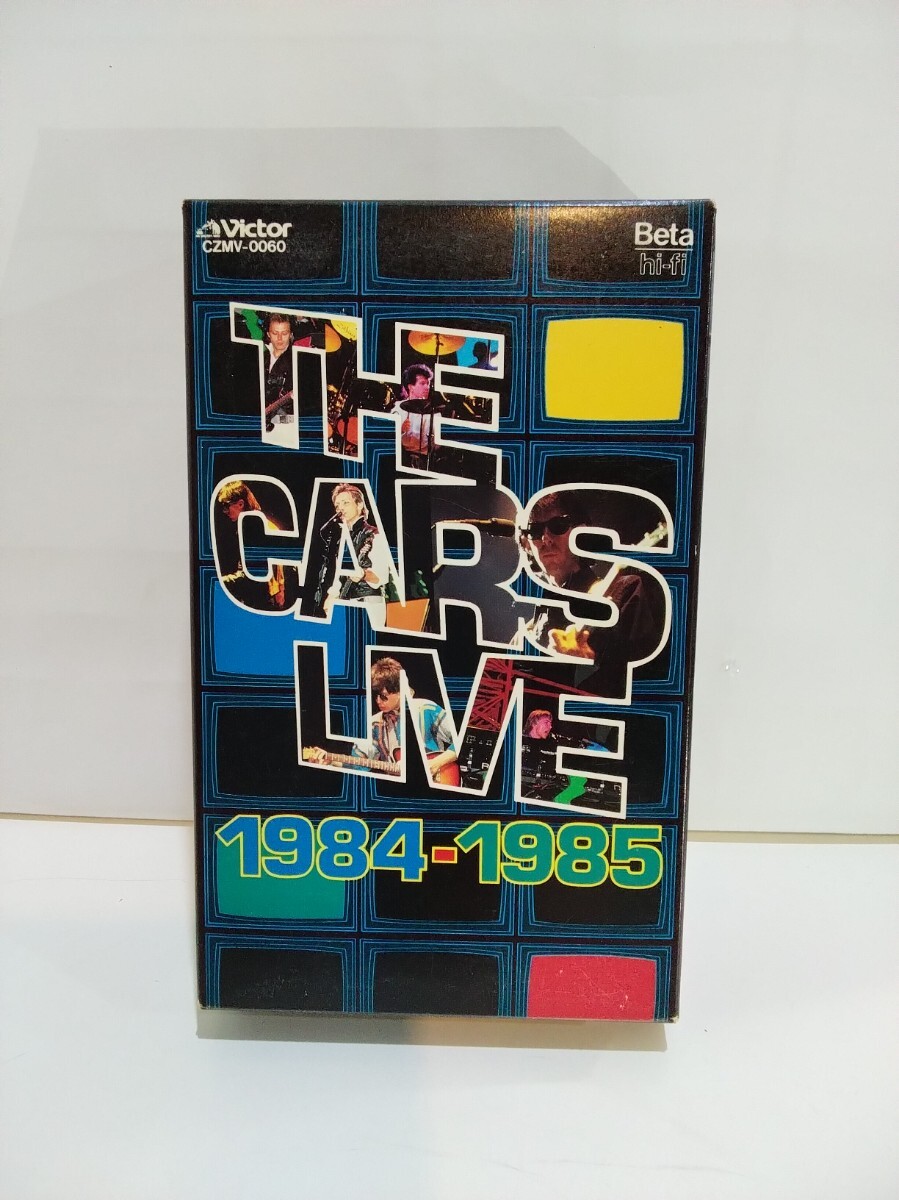 Victor
CZMV-0060
Beta
hi-fi
THE
CARS
LIVE
1984-1985